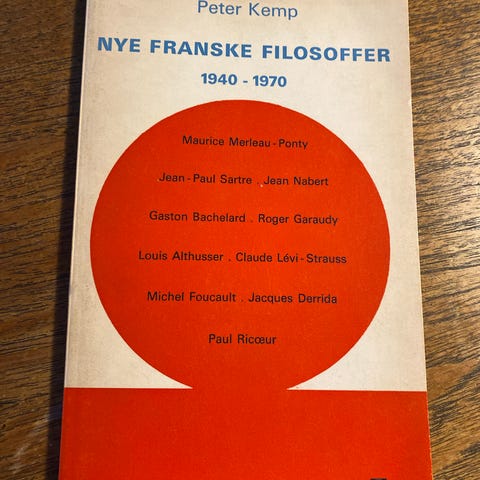 Peter Kemp
NYE FRANSKE FILOSOFFER
1940 - 1970
Maurice Merleau-Ponty
Jean-Paul Sartre . Jean Nabert
Gaston Bachelard . Roger Garaudy
Louis Althusser . Claude Lévi-Strauss
Michel Foucault . Jacques Derrida
Paul Ricœur